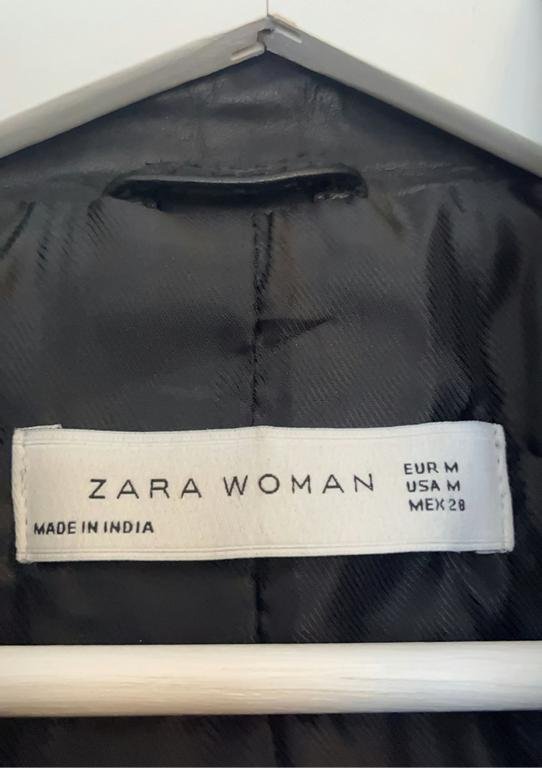 ZARA WOMAN
EUR M
USA M
MEX 28
MADE IN INDIA